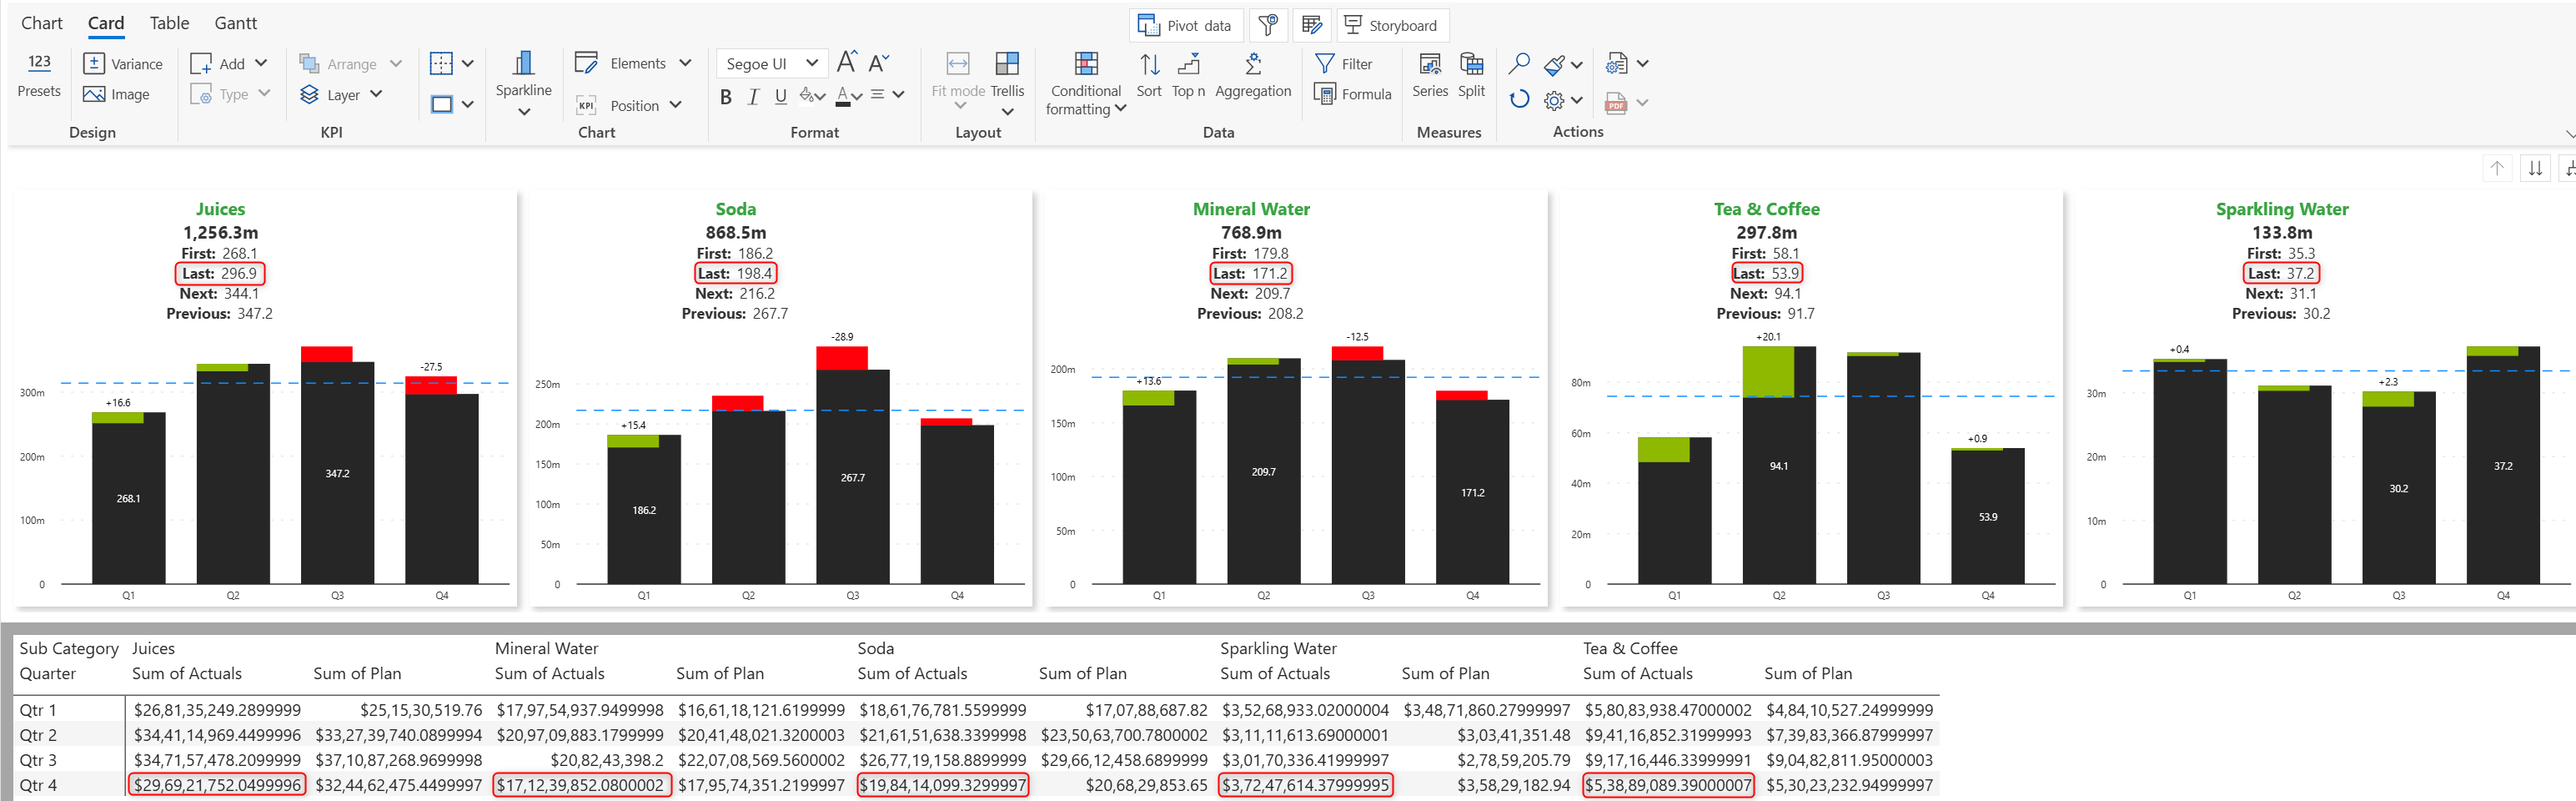 Chart Card Table Gantt
Pivot data Storyboard
123 Variance Add Arrange Elements Segoe UI A A Filter
Presets Image Type Layer Sparkline KPI Position B I U A Fit mode Trellis Conditional formatting Sort Top n Aggregation Formula Series Split PDF
Design KPI Chart Format Layout Data Measures Actions
Juices
1,256.3m
First: 268.1
Last: 296.9
Next: 344.1
Previous: 347.2
300m
200m
100m
0
+16.6
-27.5
268.1
347.2
Q1 Q2 Q3 Q4
Soda
868.5m
First: 186.2
Last: 198.4
Next: 216.2
Previous: 267.7
250m
200m
150m
100m
50m
0
+15.4
-28.9
186.2
267.7
Q1 Q2 Q3 Q4
Mineral Water
768.9m
First: 179.8
Last: 171.2
Next: 209.7
Previous: 208.2
200m
150m
100m
50m
0
+13.6
-12.5
209.7
171.2
Q1 Q2 Q3 Q4
Tea & Coffee
297.8m
First: 58.1
Last: 53.9
Next: 94.1
Previous: 91.7
80m
60m
40m
20m
0
+20.1
+0.9
94.1
53.9
Q1 Q2 Q3 Q4
Sparkling Water
133.8m
First: 35.3
Last: 37.2
Next: 31.1
Previous: 30.2
30m
20m
10m
0
+0.4
+2.3
30.2
37.2
Q1 Q2 Q3 Q4
Sub Category Juices Mineral Water Soda Sparkling Water Tea & Coffee
Quarter Sum of Actuals Sum of Plan Sum of Actuals Sum of Plan Sum of Actuals Sum of Plan Sum of Actuals Sum of Plan Sum of Actuals Sum of Plan
Qtr 1 $26,81,35,249.2899999 $25,15,30,519.76 $17,97,54,937.9499998 $16,61,18,121.6199999 $18,61,76,781.5599999 $17,07,88,687.82 $3,52,68,933.02000004 $3,48,71,860.27999997 $5,80,83,938.47000002 $4,84,10,527.24999999
Qtr 2 $34,41,14,969.4499996 $33,27,39,740.0899994 $20,97,09,883.1799999 $20,41,48,021.3200003 $21,61,51,638.3399998 $23,50,63,700.7800002 $3,11,11,613.69000001 $3,03,41,351.48 $9,41,16,852.31999993 $7,39,83,366.87999997
Qtr 3 $34,71,57,478.2099999 $37,10,87,268.9699998 $20,82,43,398.2 $22,07,08,569.5600002 $26,77,19,158.8899999 $29,66,12,458.6899999 $3,01,70,336.41999997 $2,78,59,205.79 $9,17,16,446.33999991 $9,04,82,811.95000003
Qtr 4 $29,69,21,752.0499996 $32,44,62,475.4499997 $17,12,39,852.0800002 $17,95,74,351.2199997 $19,84,14,099.3299997 $20,68,29,853.65 $3,72,47,614.37999995 $3,58,29,182.94 $5,38,89,089.39000007 $5,30,23,232.94999997